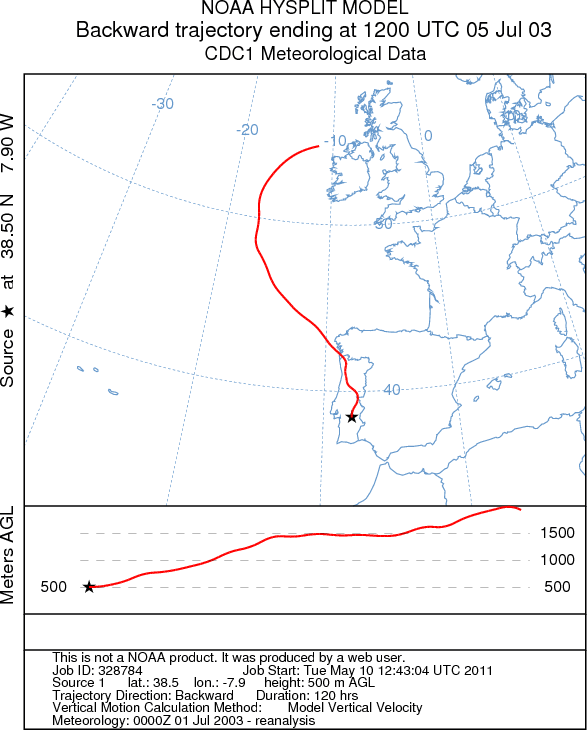 NOAA HYSPLIT MODEL
Backward trajectory ending at 1200 UTC 05 Jul 03
CDC1 Meteorological Data
Source ★ at 38.50 N 7.90 W
-30
-20
-10
0
50
40
Meters AGL
1500
1000
500
500
This is not a NOAA product. It was produced by a web user.
Job ID: 328784 Job Start: Tue May 10 12:43:04 UTC 2011
Source 1 lat.: 38.5 lon.: -7.9 height: 500 m AGL
Trajectory Direction: Backward Duration: 120 hrs
Vertical Motion Calculation Method: Model Vertical Velocity
Meteorology: 0000Z 01 Jul 2003 - reanalysis